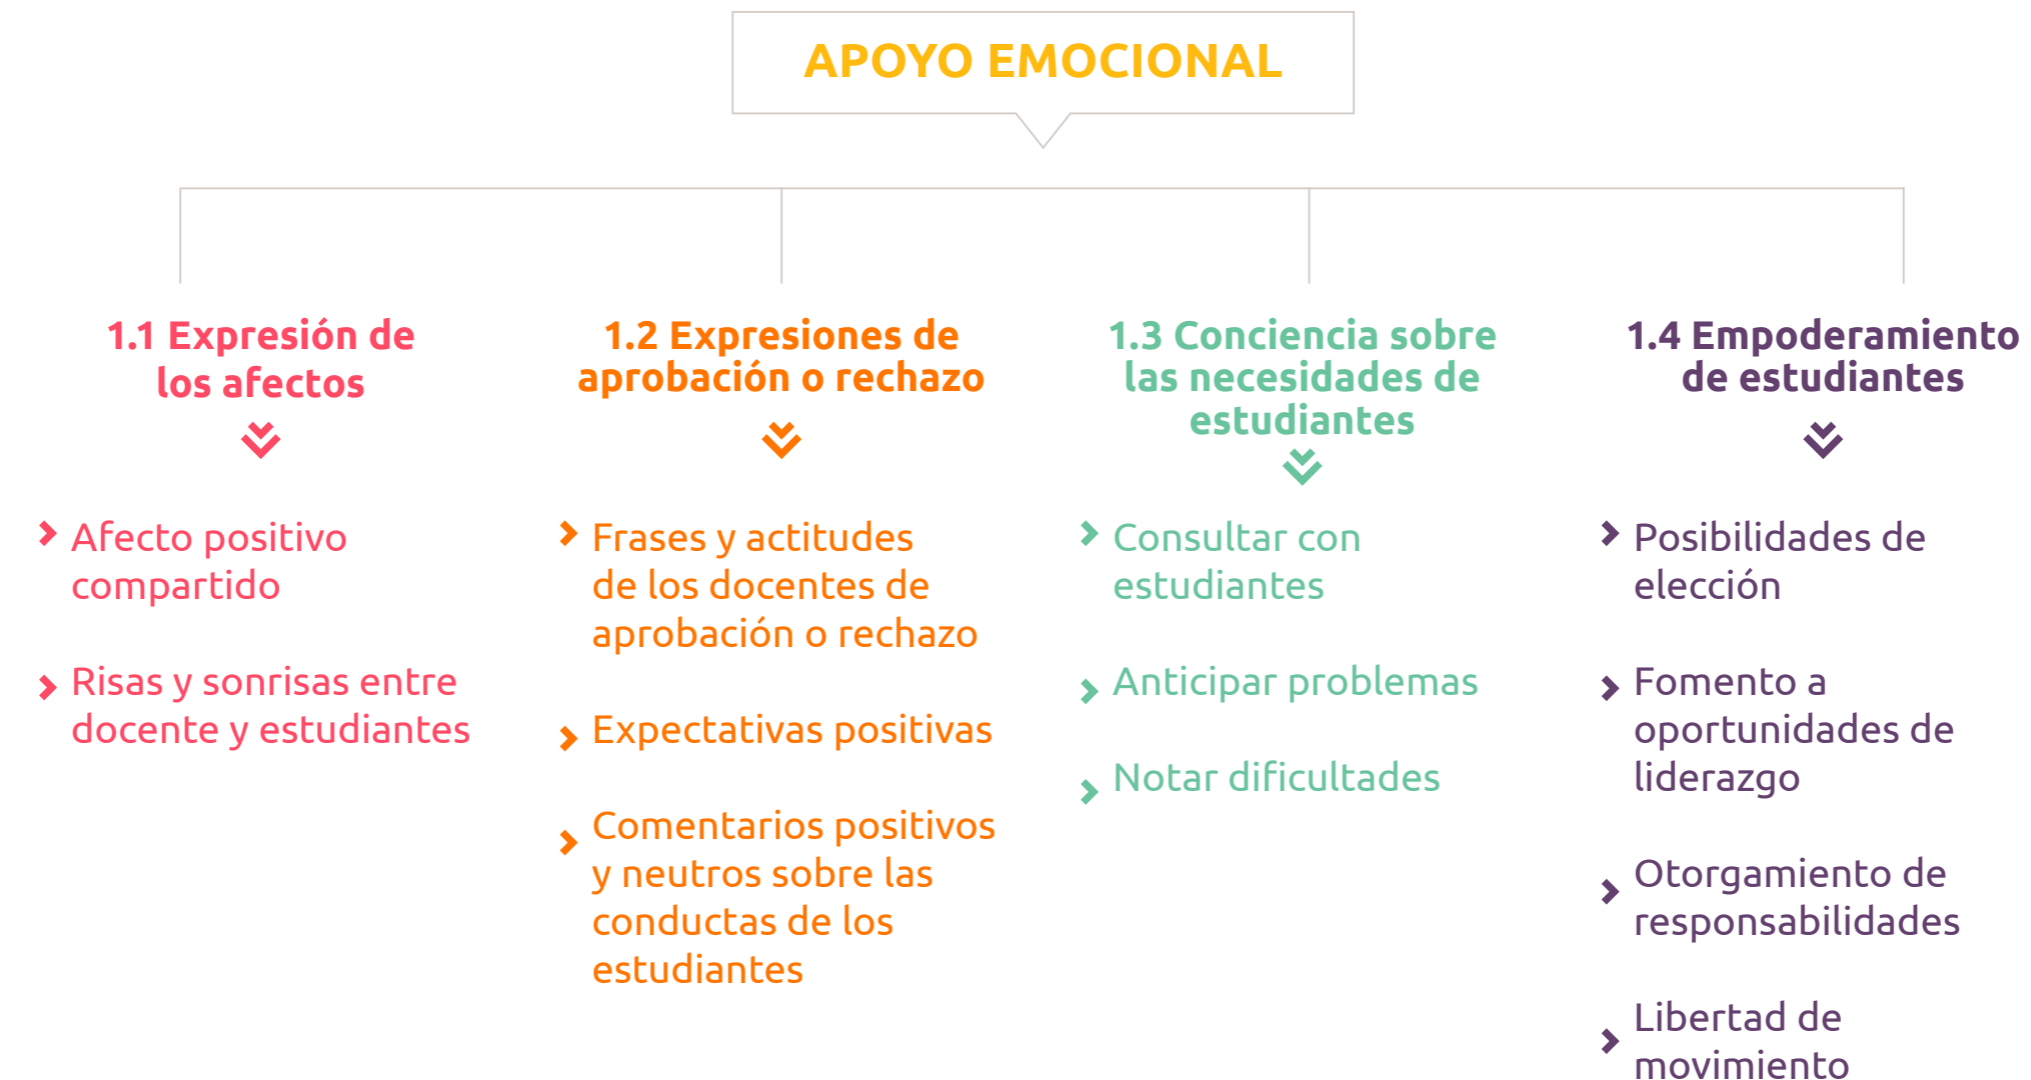 APOYO EMOCIONAL
1.1 Expresión de
los afectos
Afecto positivo
compartido
Risas y sonrisas entre
docente y estudiantes
1.2 Expresiones de
aprobación o rechazo
Frases y actitudes
de los docentes de
aprobación o rechazo
Expectativas positivas
Comentarios positivos
y neutros sobre las
conductas de los
estudiantes
1.3 Conciencia sobre
las necesidades de
estudiantes
Consultar con
estudiantes
Anticipar problemas
Notar dificultades
1.4 Empoderamiento
de estudiantes
Posibilidades de
elección
Fomento a
oportunidades de
liderazgo
Otorgamiento de
responsabilidades
Libertad de
movimiento